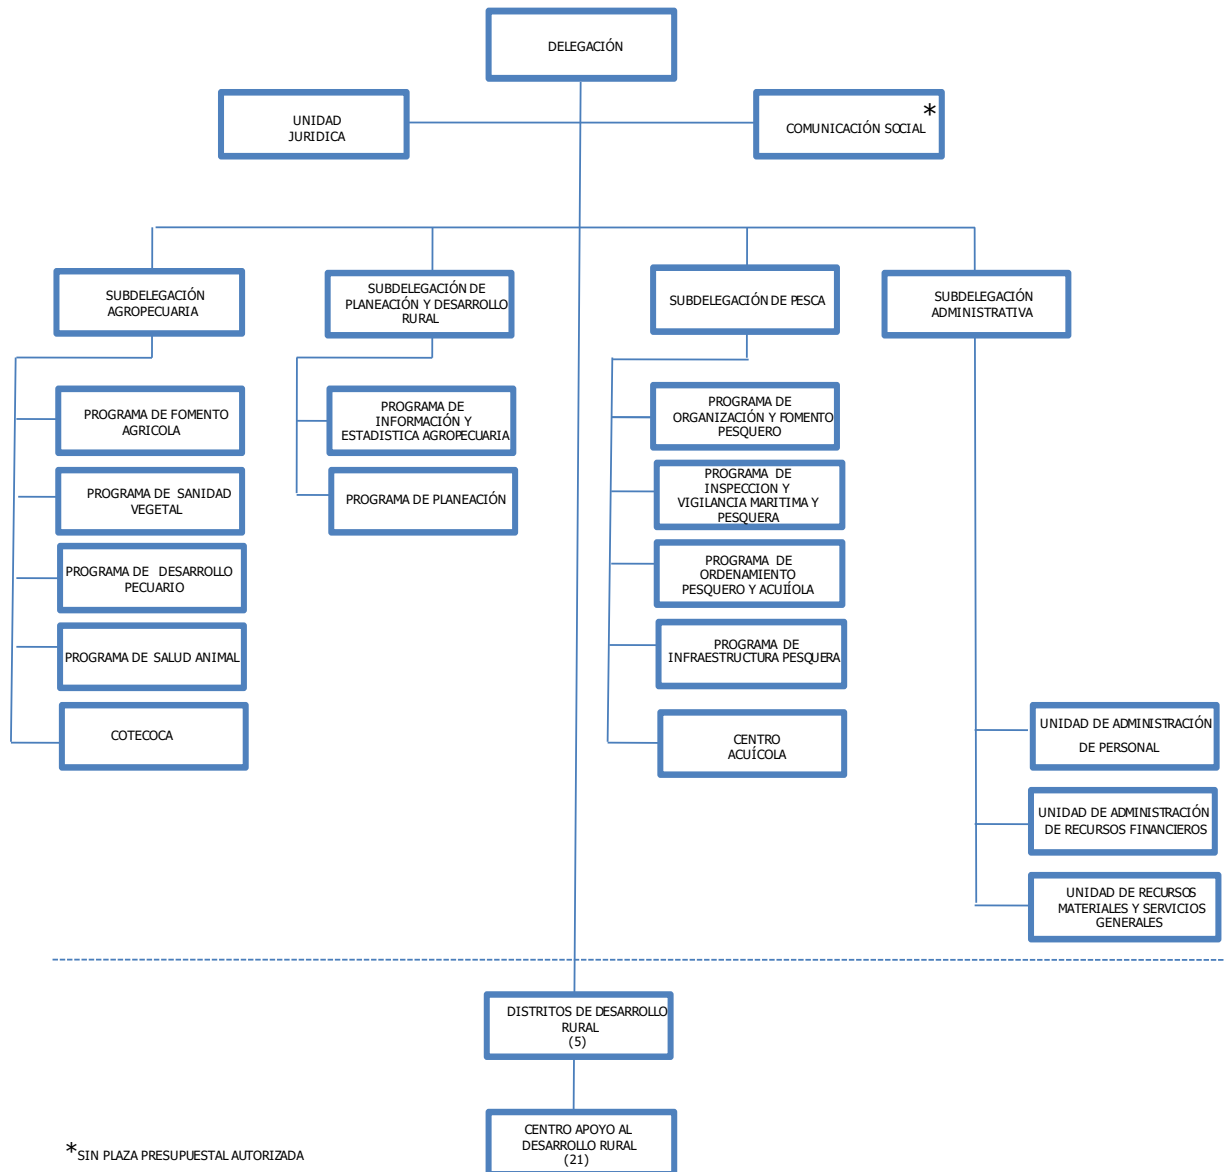 DELEGACIÓN
UNIDAD
JURIDICA
*
COMUNICACIÓN SOCIAL
SUBDELEGACIÓN
AGROPECUARIA
SUBDELEGACIÓN DE
PLANEACIÓN Y DESARROLLO
RURAL
SUBDELEGACIÓN DE PESCA
SUBDELEGACIÓN
ADMINISTRATIVA
PROGRAMA DE FOMENTO
AGRICOLA
PROGRAMA DE SANIDAD
VEGETAL
PROGRAMA DE DESARROLLO
PECUARIO
PROGRAMA DE SALUD ANIMAL
COTECOCA
PROGRAMA DE
INFORMACIÓN Y
ESTADISTICA AGROPECUARIA
PROGRAMA DE PLANEACIÓN
PROGRAMA DE
ORGANIZACIÓN Y FOMENTO
PESQUERO
PROGRAMA DE
INSPECCION Y
VIGILANCIA MARITIMA Y
PESQUERA
PROGRAMA DE
ORDENAMIENTO
PESQUERO Y ACUIÍOLA
PROGRAMA DE
INFRAESTRUCTURA PESQUERA
CENTRO
ACUÍCOLA
UNIDAD DE ADMINISTRACIÓN
DE PERSONAL
UNIDAD DE ADMINISTRACIÓN
DE RECURSOS FINANCIEROS
UNIDAD DE RECURSOS
MATERIALES Y SERVICIOS
GENERALES
DISTRITOS DE DESARROLLO
RURAL
(5)
CENTRO APOYO AL
DESARROLLO RURAL
(21)
*SIN PLAZA PRESUPUESTAL AUTORIZADA